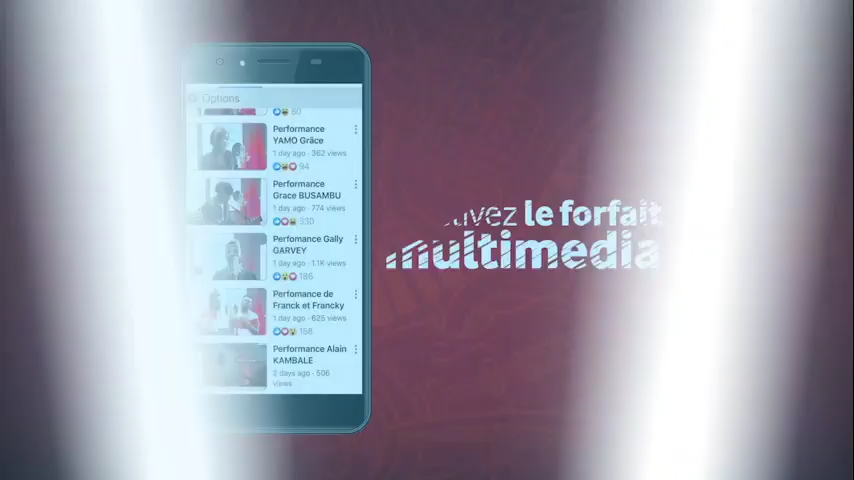 Options
80
Performance
YAMO Grâce
1 day ago · 362 views
94
Performance
Grace BUSAMBU
1 day ago · 774 views
330
Perfomance Gally
GARVEY
1 day ago · 1.1K views
186
Perfomance de
Franck et Francky
1 day ago · 625 views
158
Performance Alain
KAMBALE
2 days ago · 506
views
le forfait
multimedia